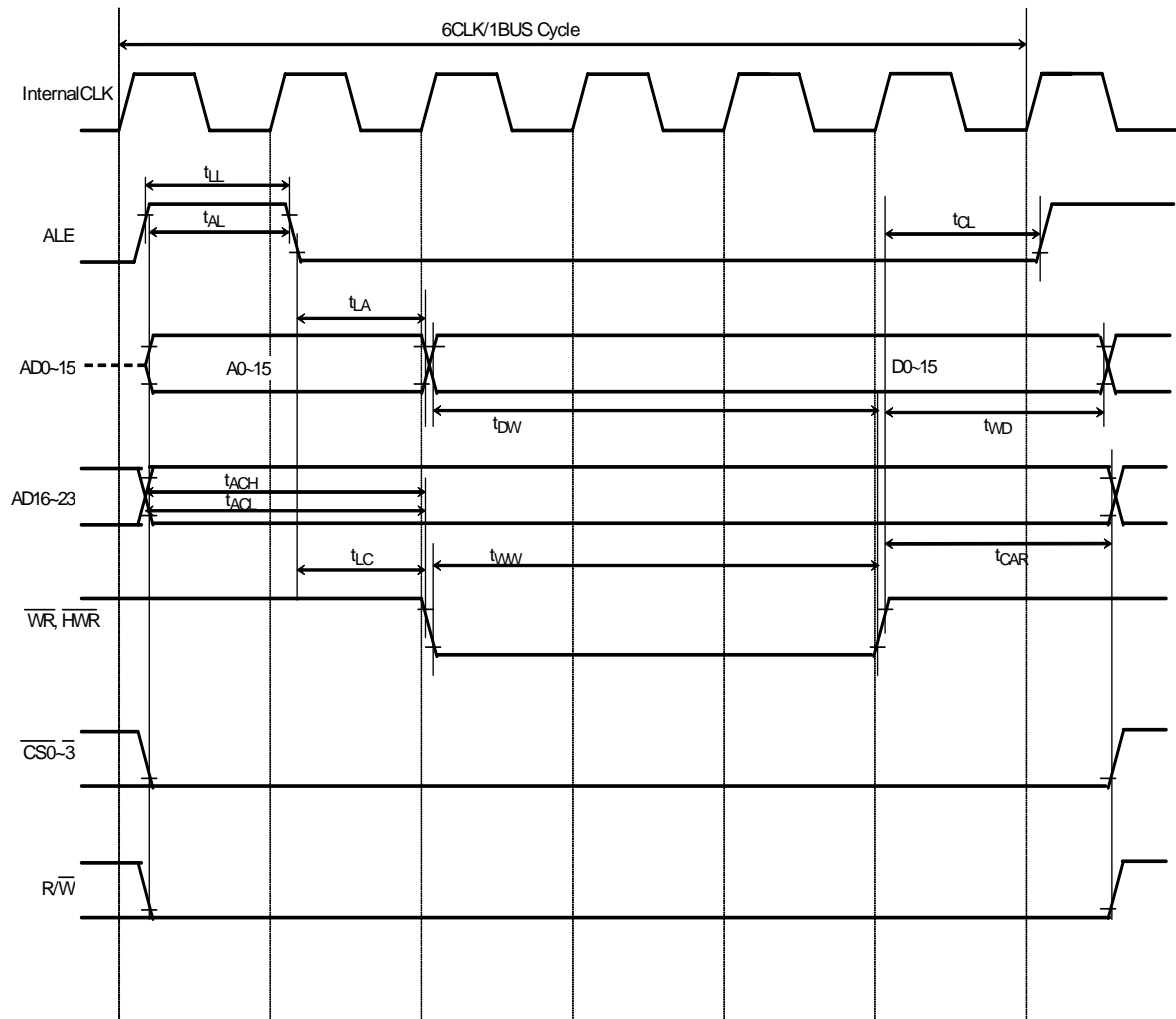 6CLK/1BUS Cycle
InternalCLK
tLL
tAL
ALE
tCL
tLA
AD0~15
A0~15
D0~15
tDW
tWD
tACH
AD16~23
tACL
tLC
tWW
tCAR
WR, HWR
CS0~3
R/W